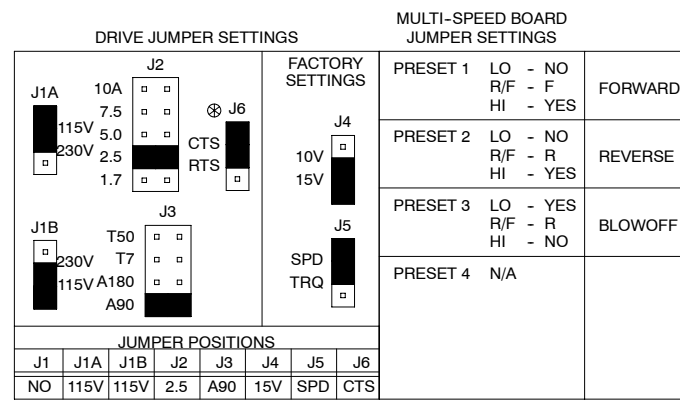 DRIVE JUMPER SETTINGS
MULTI-SPEED BOARD
JUMPER SETTINGS
J1A
115V
230V
J2
10A
7.5
5.0
2.5
1.7
J6
CTS
RTS
J1B
230V
115V
J3
T50
T7
A180
A90
FACTORY
SETTINGS
J4
10V
15V
J5
SPD
TRQ
PRESET 1 LO - NO
R/F - F
HI - YES
FORWARD
PRESET 2 LO - NO
R/F - R
HI - YES
REVERSE
PRESET 3 LO - YES
R/F - R
HI - NO
BLOWOFF
PRESET 4 N/A
JUMPER POSITIONS
J1 J1A J1B J2 J3 J4 J5 J6
NO 115V 115V 2.5 A90 15V SPD CTS